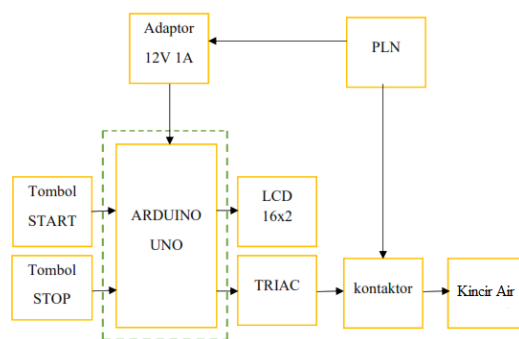 Adaptor
12V 1A
PLN
Tombol
START
ARDUINO
UNO
LCD
16x2
Tombol
STOP
TRIAC
kontaktor
Kincir Air